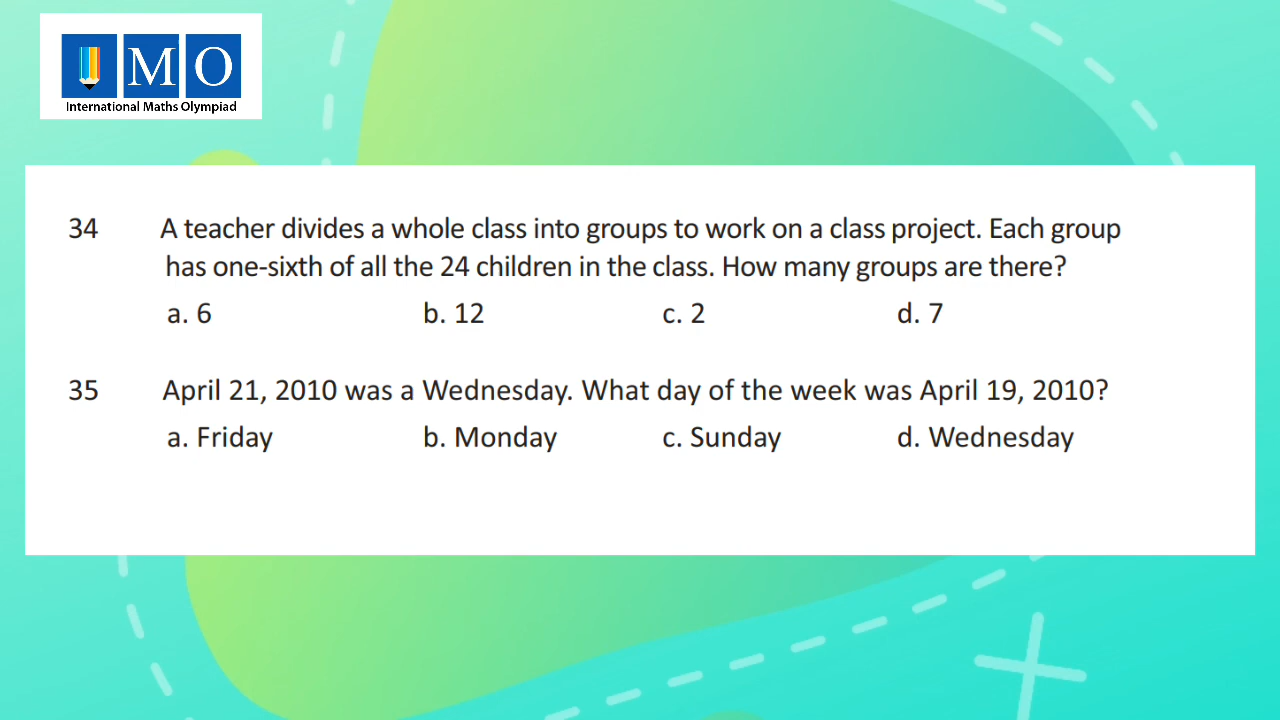 MO
International Maths Olympiad
34 A teacher divides a whole class into groups to work on a class project. Each group
has one-sixth of all the 24 children in the class. How many groups are there?
a. 6 b. 12 c. 2 d. 7
35 April 21, 2010 was a Wednesday. What day of the week was April 19, 2010?
a. Friday b. Monday c. Sunday d. Wednesday